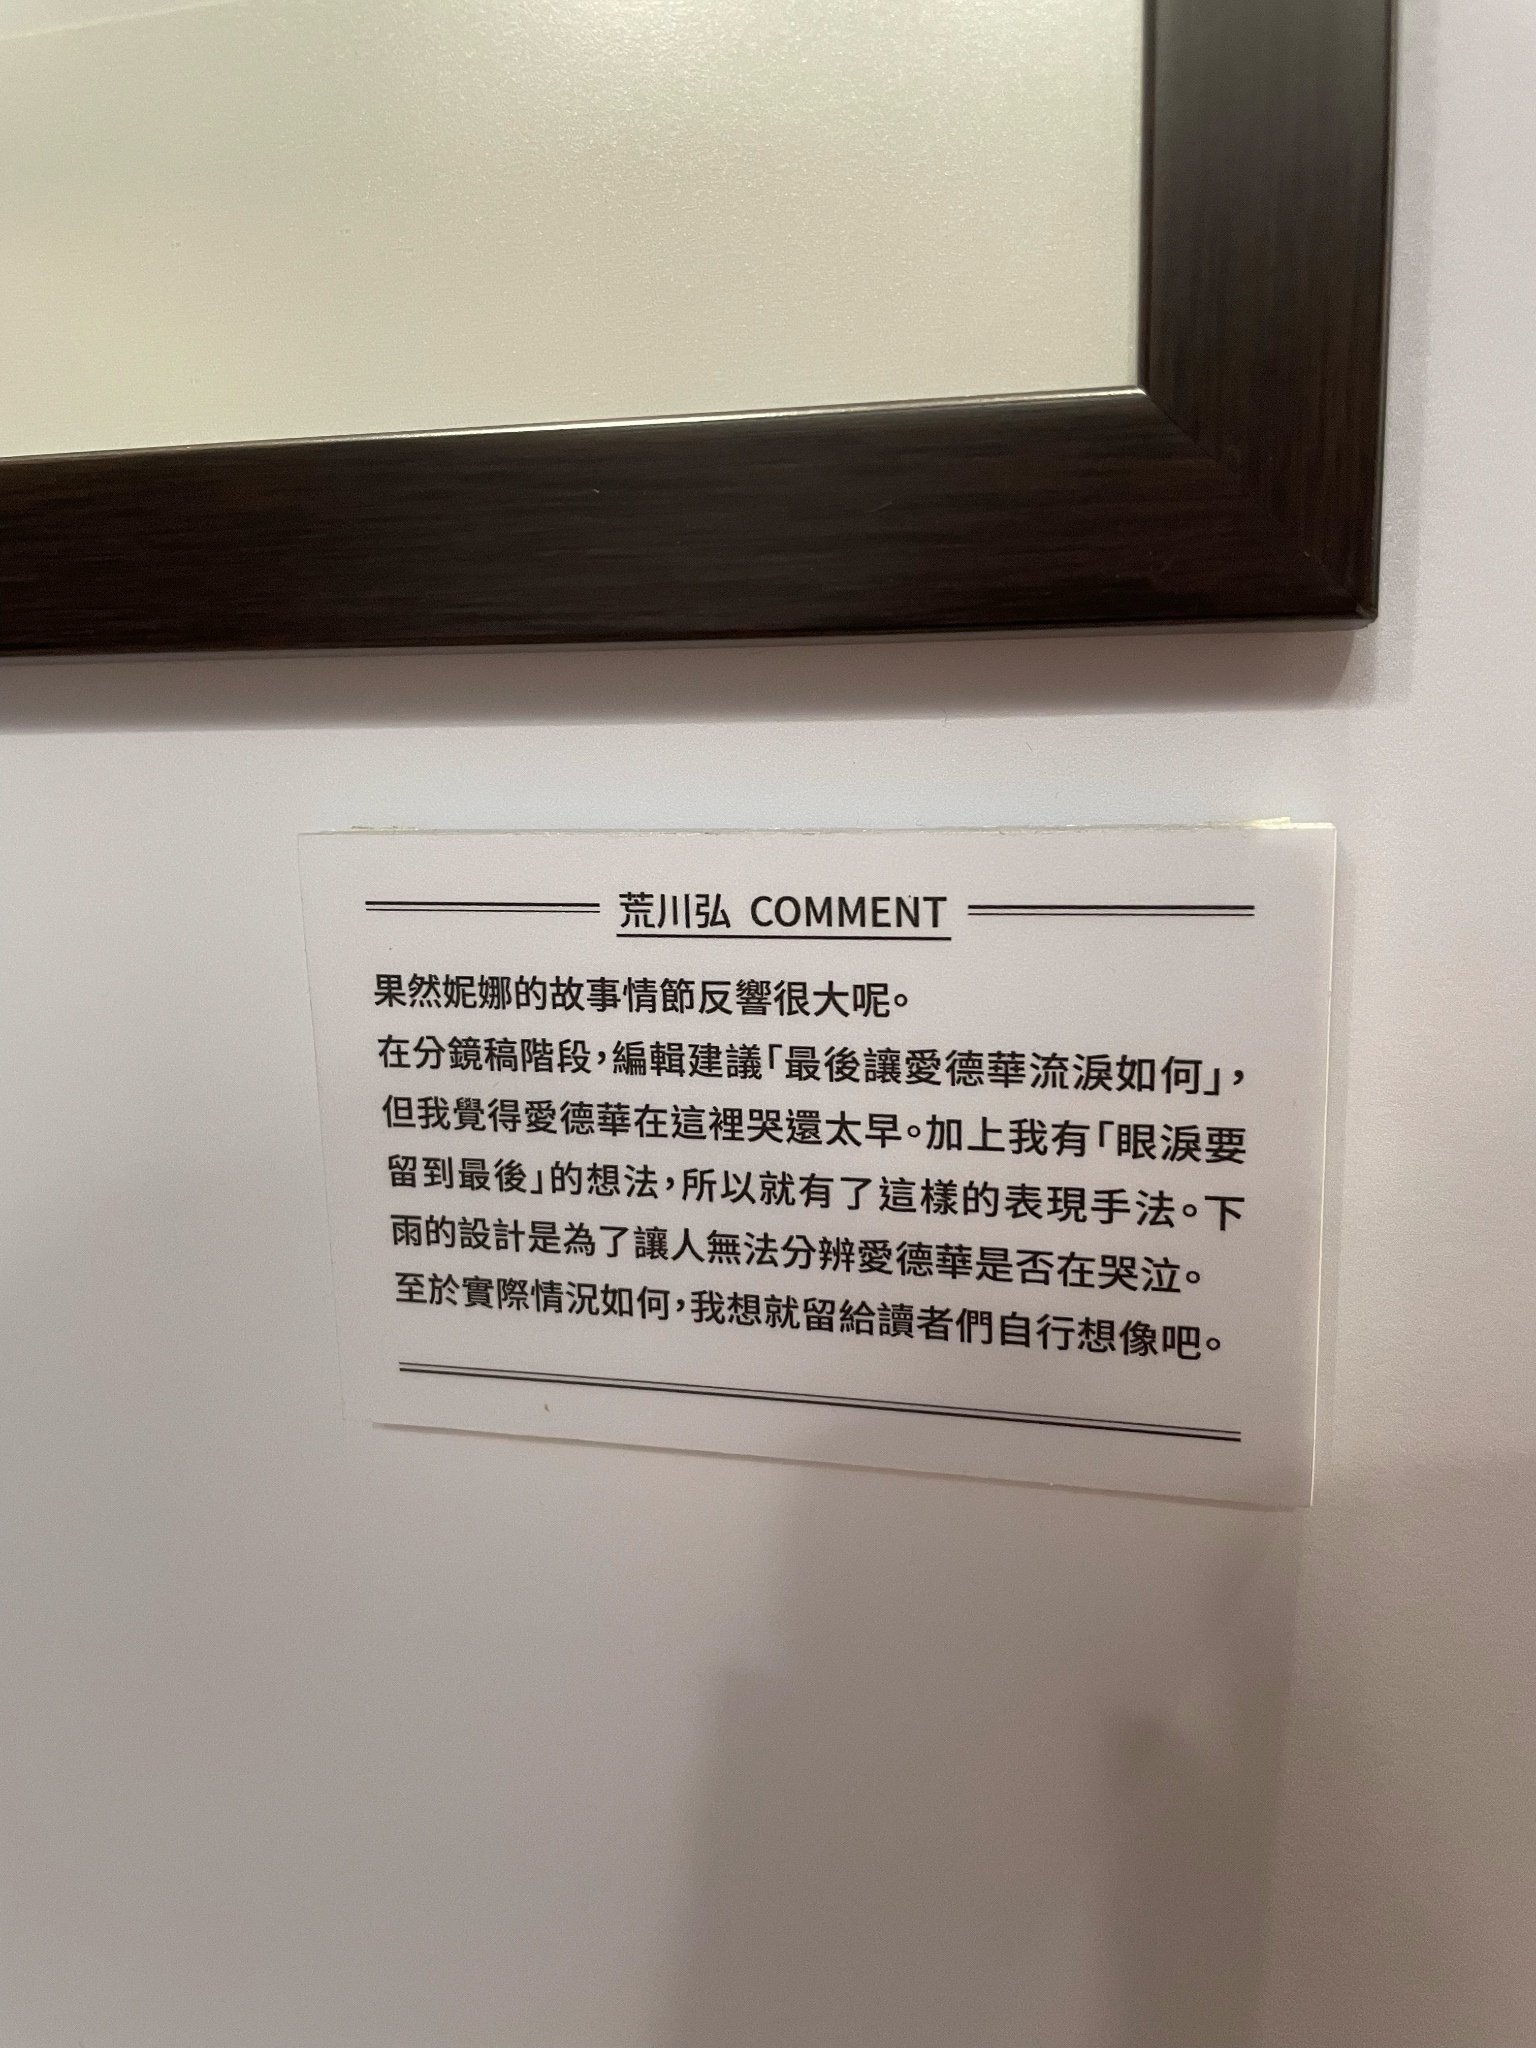 荒川弘 COMMENT
果然妮娜的故事情節反響很大呢。
在分鏡稿階段，編輯建議「最後讓愛德華流淚如何」，
但我覺得愛德華在這裡哭還太早。加上我有「眼淚要
留到最後」的想法，所以就有了這樣的表現手法。下
雨的設計是為了讓人無法分辨愛德華是否在哭泣。
至於實際情況如何，我想就留給讀者們自行想像吧。